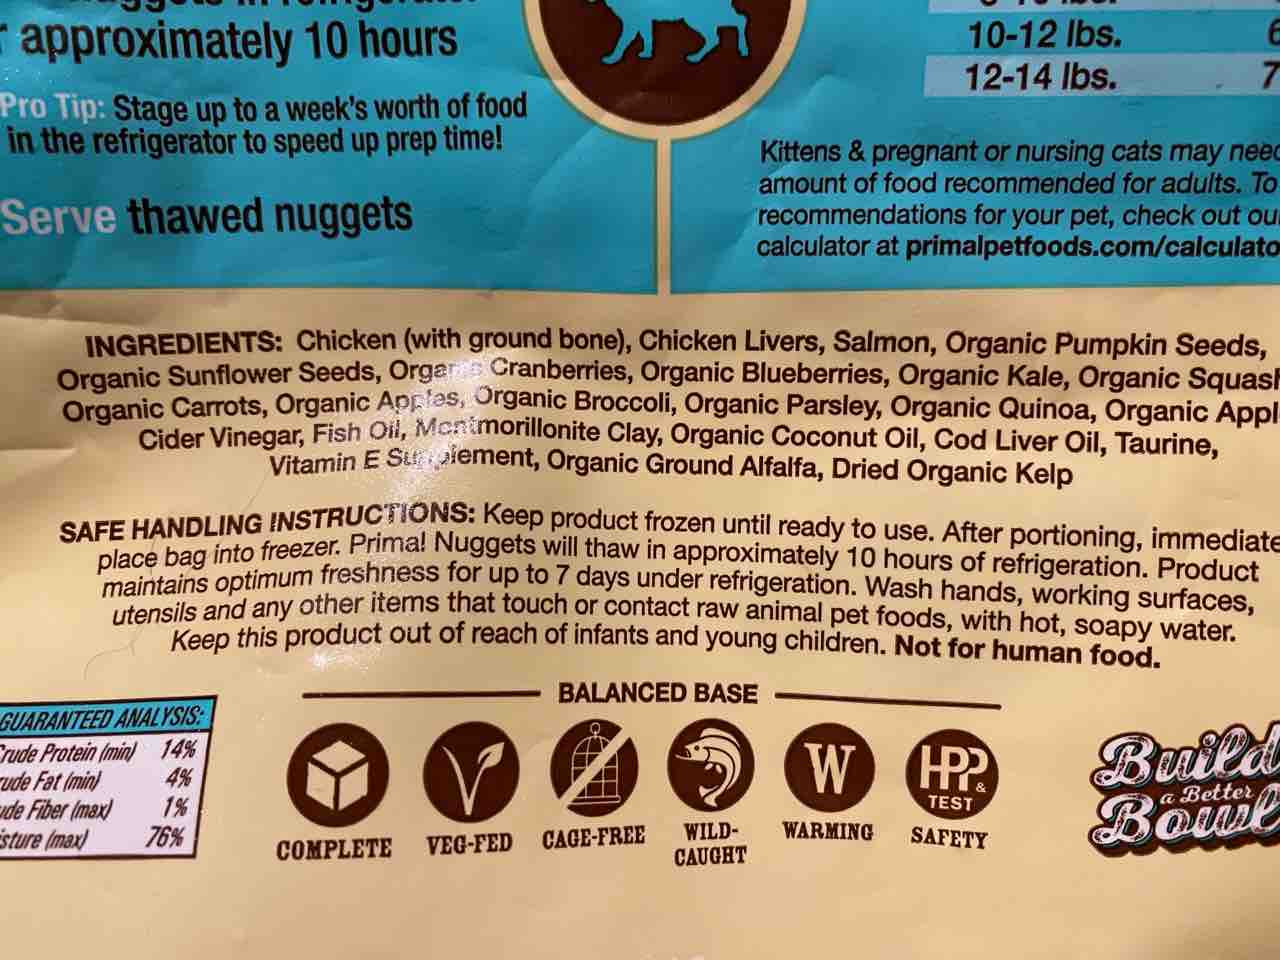 approximately 10 hours
Pro Tip: Stage up to a week's worth of food
in the refrigerator to speed up prep time!
Serve thawed nuggets
10-12 lbs.
12-14 lbs.
Kittens & pregnant or nursing cats may need
amount of food recommended for adults. To
recommendations for your pet, check out
calculator at primalpetfoods.com/calculato
INGREDIENTS: Chicken (with ground bone), Chicken Livers, Salmon, Organic Pumpkin Seeds,
Organic Sunflower Seeds, Organic Cranberries, Organic Blueberries, Organic Kale, Organic Squash
Organic Carrots, Organic Apples, Organic Broccoli, Organic Parsley, Organic Quinoa, Organic Appl
Cider Vinegar, Fish Oil, Montmorillonite Clay, Organic Coconut Oil, Cod Liver Oil, Taurine,
Vitamin E Supplement, Organic Ground Alfalfa, Dried Organic Kelp
SAFE HANDLING INSTRUCTIONS: Keep product frozen until ready to use. After portioning, immediate
place bag into freezer. Primal Nuggets will thaw in approximately 10 hours of refrigeration. Product
maintains optimum freshness for up to 7 days under refrigeration. Wash hands, working surfaces,
utensils and any other items that touch or contact raw animal pet foods, with hot, soapy water.
Keep this product out of reach of infants and young children. Not for human food.
BALANCED BASE
GUARANTEED ANALYSIS:
Crude Protein (min) 14%
rude Fat (min) 4%
ude Fiber (max) 1%
isture (max) 76%
COMPLETE
V
VEG-FED
CAGE-FREE
WILD-
CAUGHT
W
WARMING
HPP
&
TEST
SAFETY
Build
a Better
Bowl